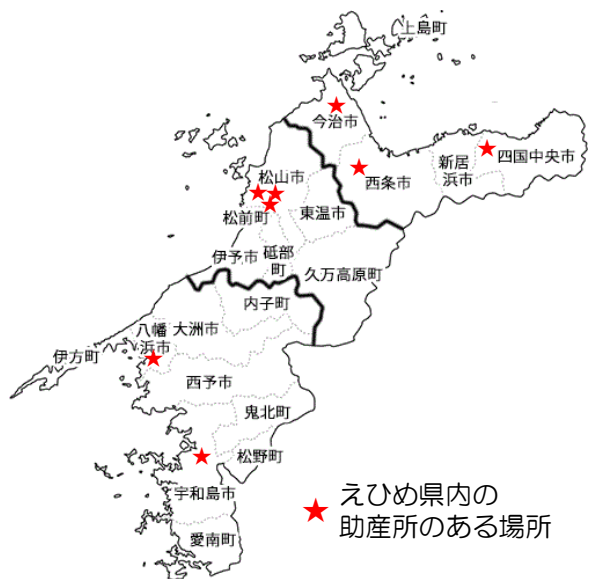 上島町
今治市
四国中央市
新居
浜市
西条市
松山市
東温市
松前町
伊予市
砥部
町
久万高原町
内子町
八幡
浜市
大洲市
伊方町
西予市
鬼北町
松野町
宇和島市
愛南町
えひめ県内の
助産所のある場所